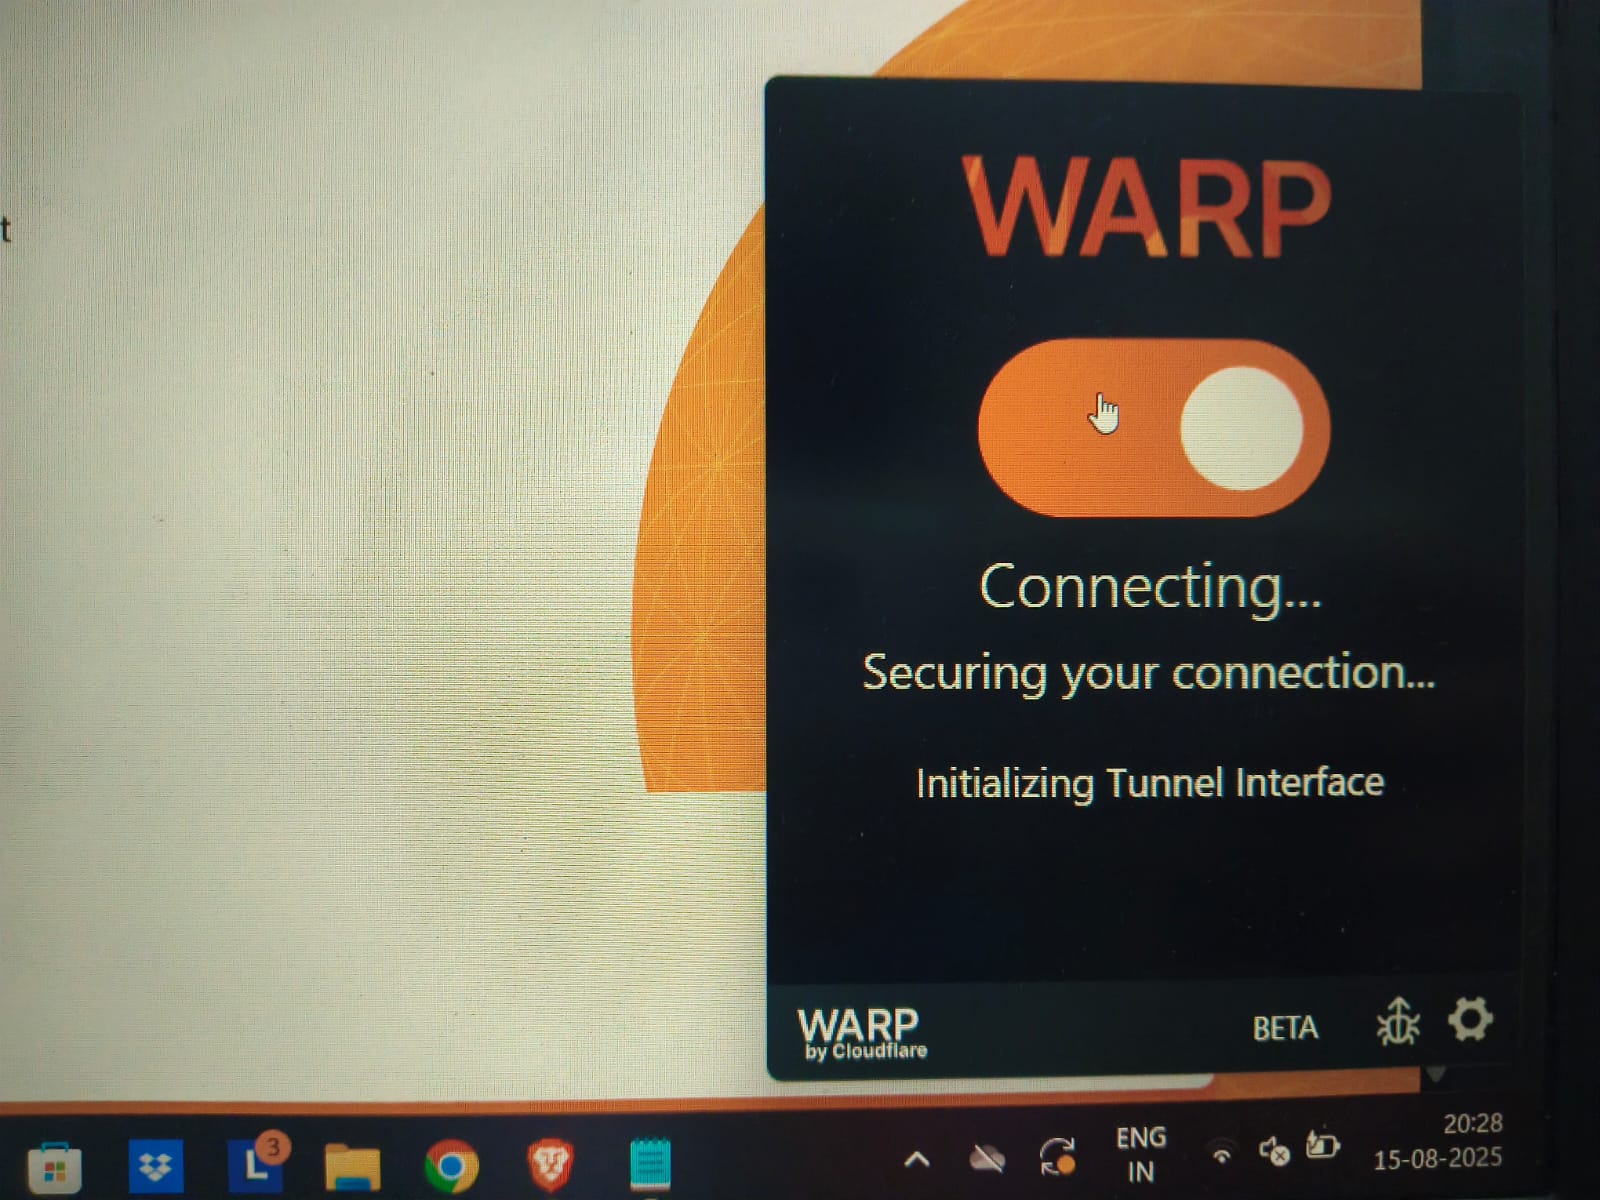 t
WARP
Connecting...
Securing your connection...
Initializing Tunnel Interface
WARP
by Cloudflare
BETA
L
3
ENG
IN
20:28
15-08-2025